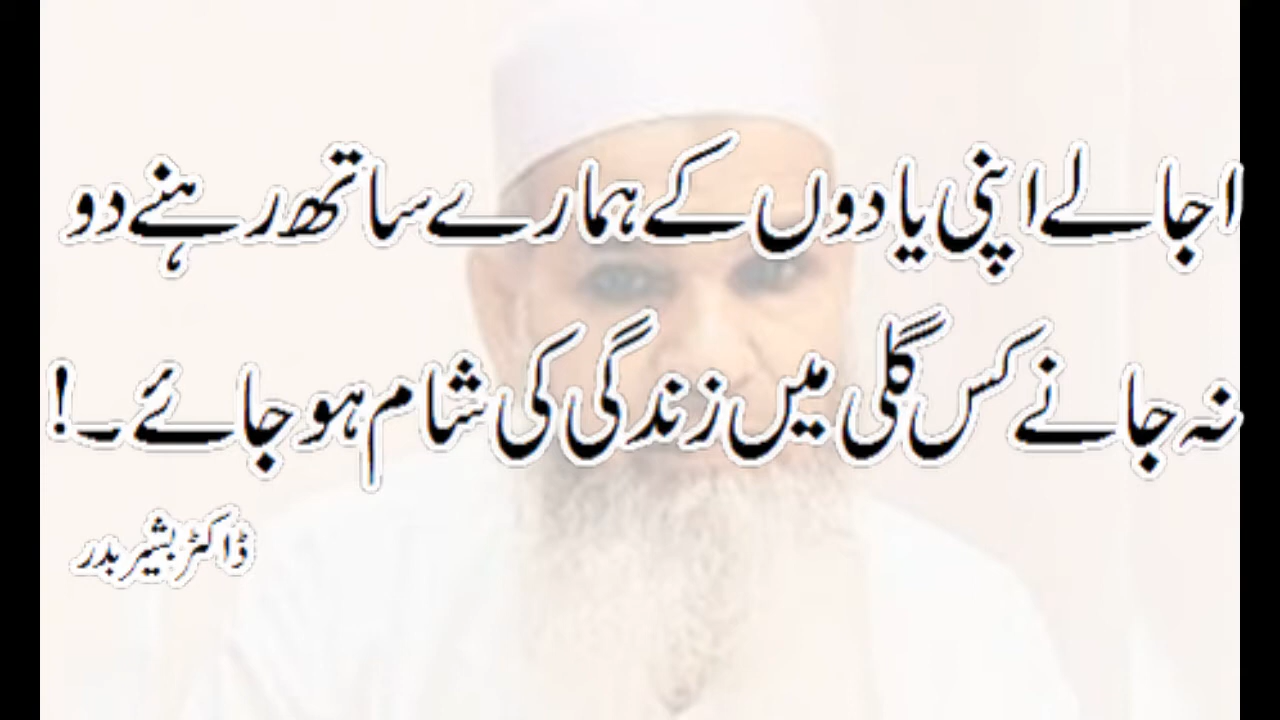 اجالے اپنی یادوں کے ہمارے ساتھ رہنے دو
نہ جانے کس گلی میں زندگی کی شام ہو جائے۔!
ڈاکٹر بشیر بدر